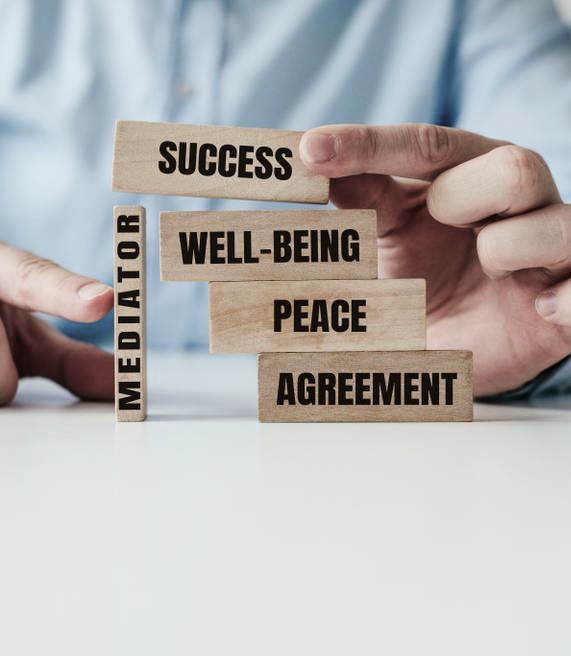 SUCCESS
MEDIATOR
WELL-BEING
PEACE
AGREEMENT